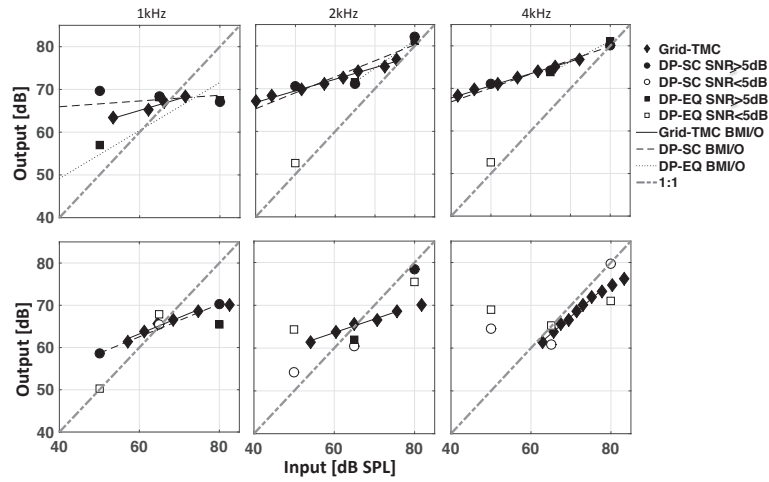 1kHz 2kHz 4kHz
80
70
60
50
40
Output [dB]
Grid-TMC
DP-SC SNR≥5dB
DP-SC SNR<5dB
DP-EQ SNR≥5dB
DP-EQ SNR<5dB
Grid-TMC BMI/O
DP-SC BMI/O
DP-EQ BMI/O
1:1
80
70
60
50
40
Output [dB]
40 60 80 40 60 80 40 60 80
Input [dB SPL]